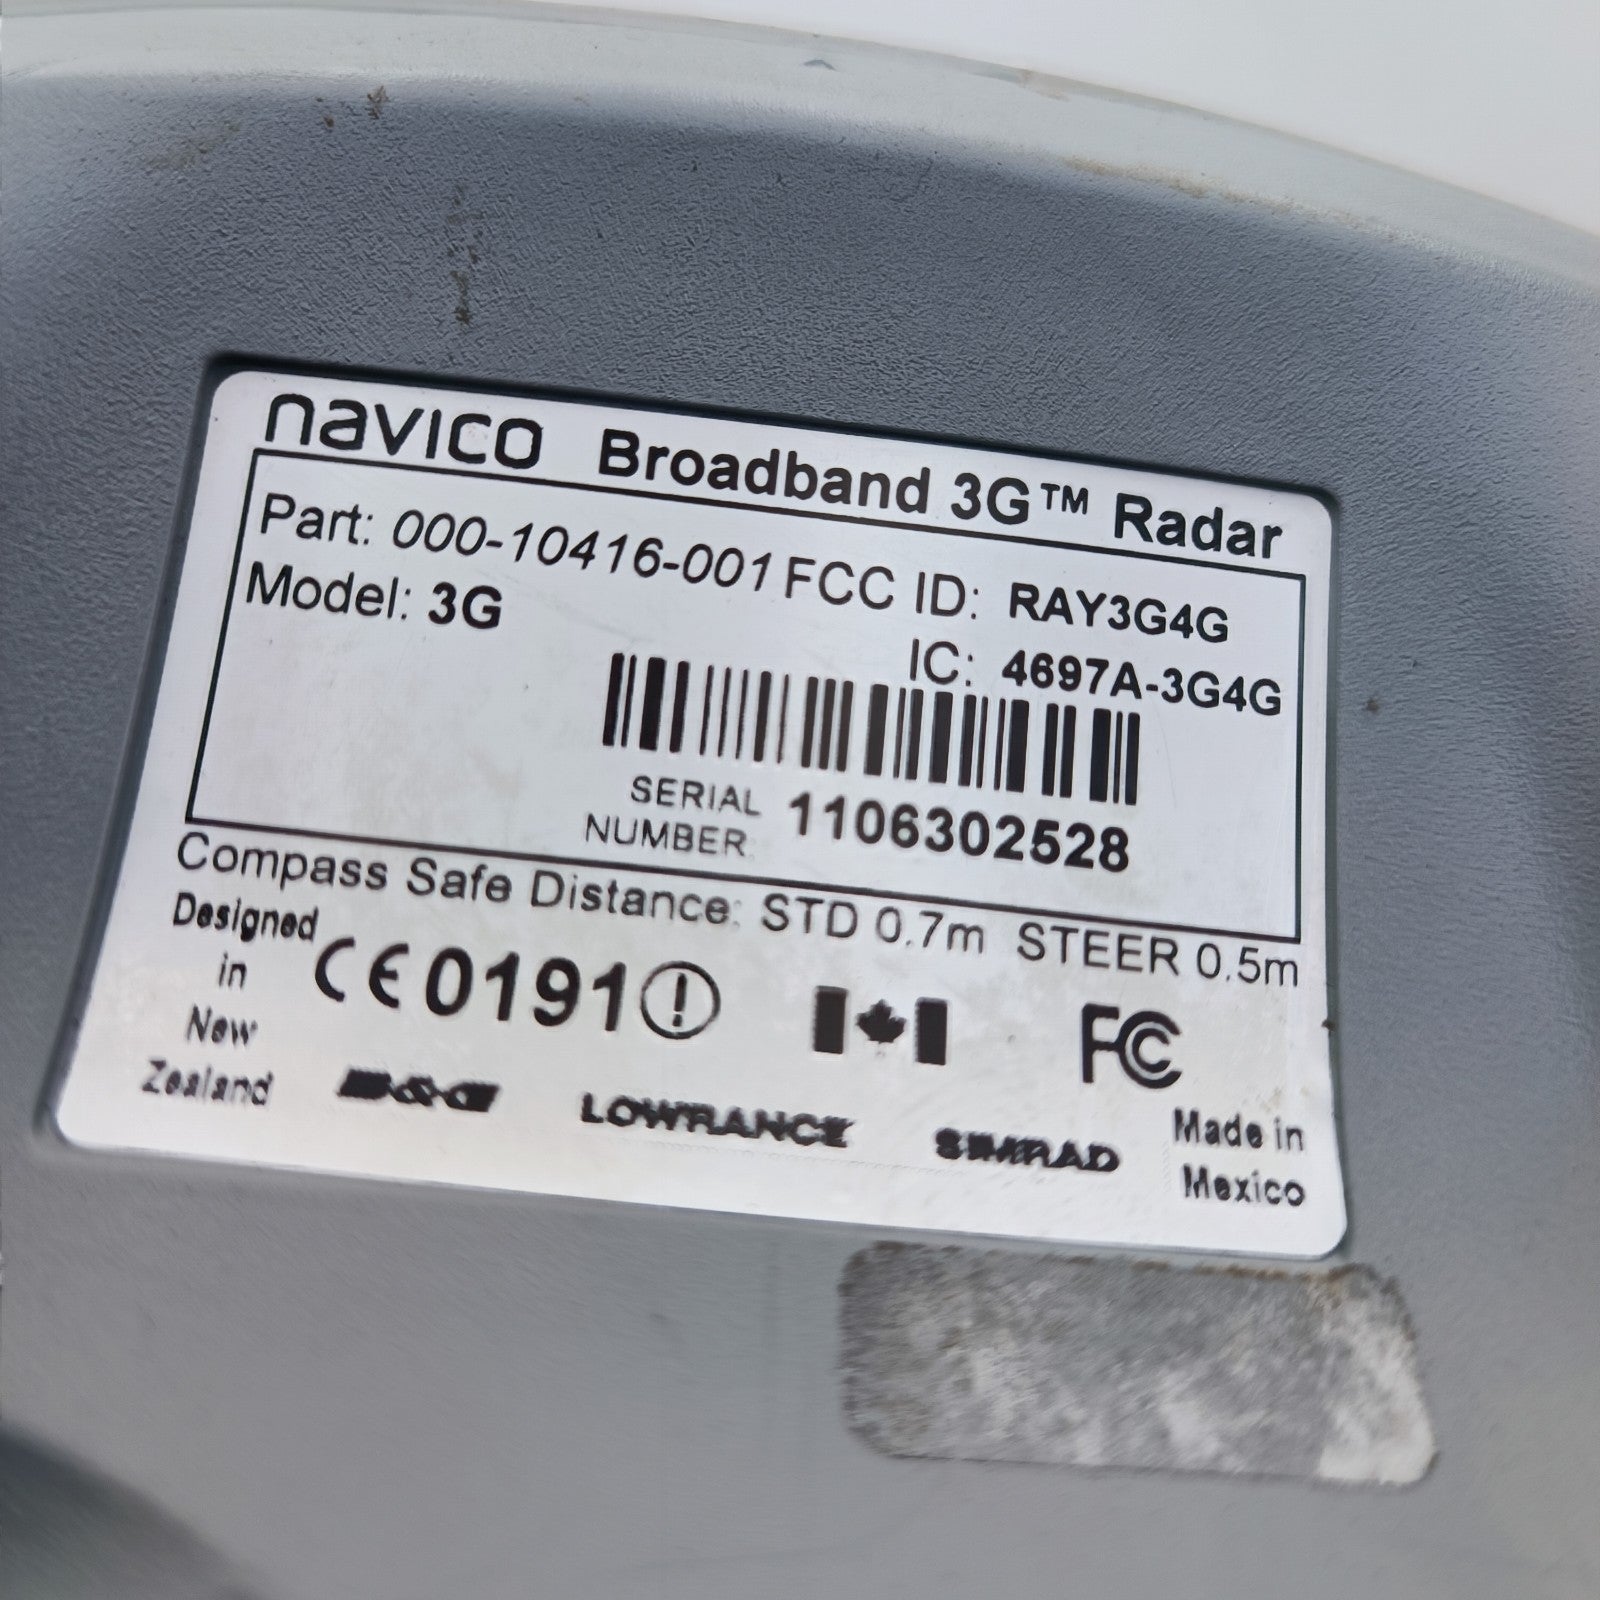 navico Broadband 3G™ Radar
Part: 000-10416-001 FCC ID: RAY3G4G
Model: 3G
IC: 4697A-3G4G
SERIAL NUMBER: 1106302528
Compass Safe Distance: STD 0.7m STEER 0.5m
Designed
in
New
Zealand
CE0191
FC
B&G LOWRANCE SIMRAD
Made in
Mexico